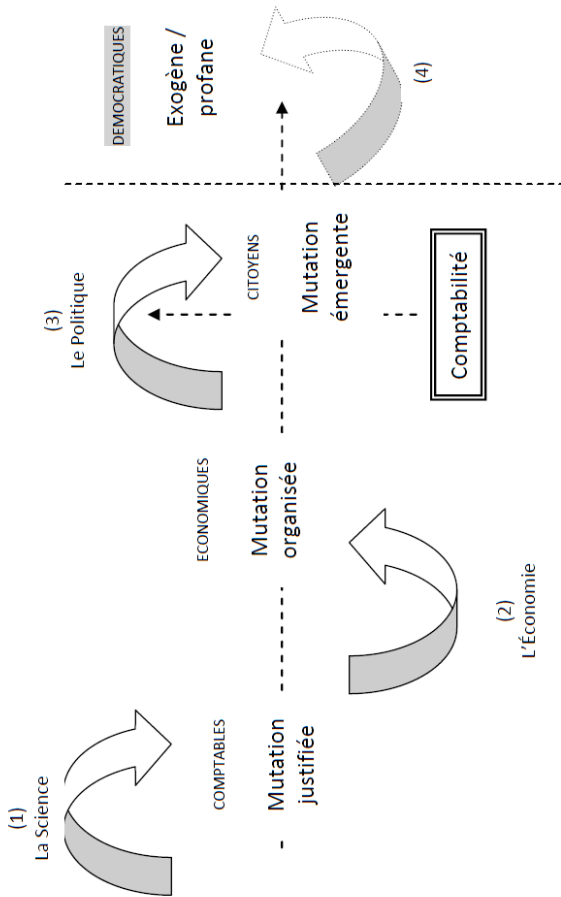 (1)
La Science
COMPTABLES
Mutation
justifiée
(2)
L'Économie
ECONOMIQUES
Mutation
organisée
(3)
Le Politique
CITOYENS
Mutation
émergente
Comptabilité
DEMOCRATIQUES
Exogène /
profane
(4)